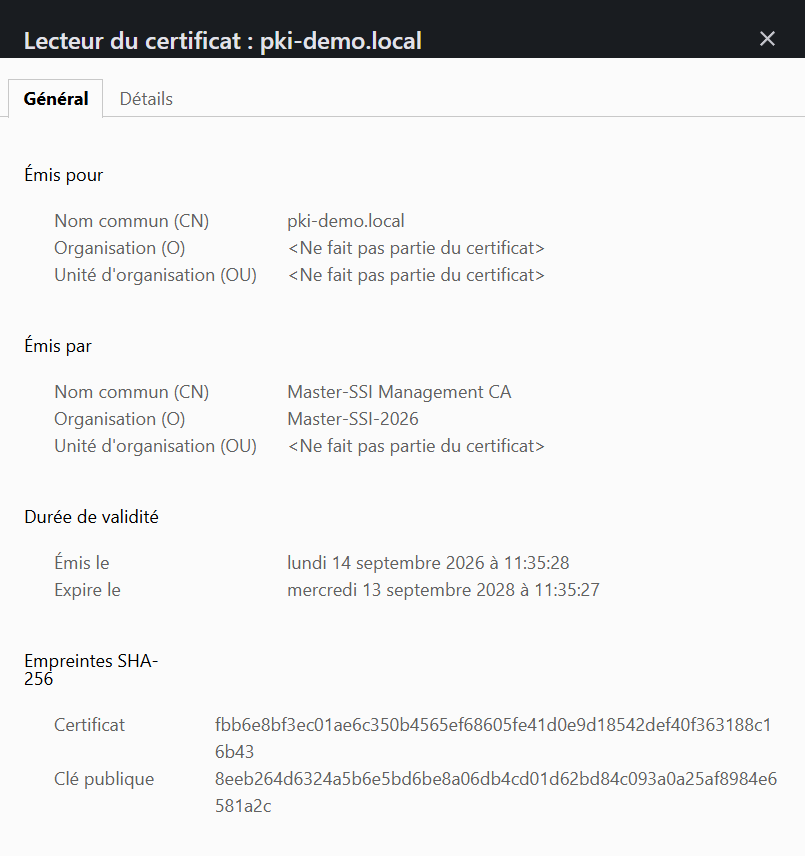 Lecteur du certificat : pki-demo.local
Général Détails
Émis pour
Nom commun (CN) pki-demo.local
Organisation (O) <Ne fait pas partie du certificat>
Unité d'organisation (OU) <Ne fait pas partie du certificat>
Émis par
Nom commun (CN) Master-SSI Management CA
Organisation (O) Master-SSI-2026
Unité d'organisation (OU) <Ne fait pas partie du certificat>
Durée de validité
Émis le lundi 14 septembre 2026 à 11:35:28
Expire le mercredi 13 septembre 2028 à 11:35:27
Empreintes SHA-
256
Certificat fbb6e8bf3ec01ae6c350b4565ef68605fe41d0e9d18542def40f363188c1
6b43
Clé publique 8eeb264d6324a5b6e5bd6be8a06db4cd01d62bd84c093a0a25af8984e6
581a2c